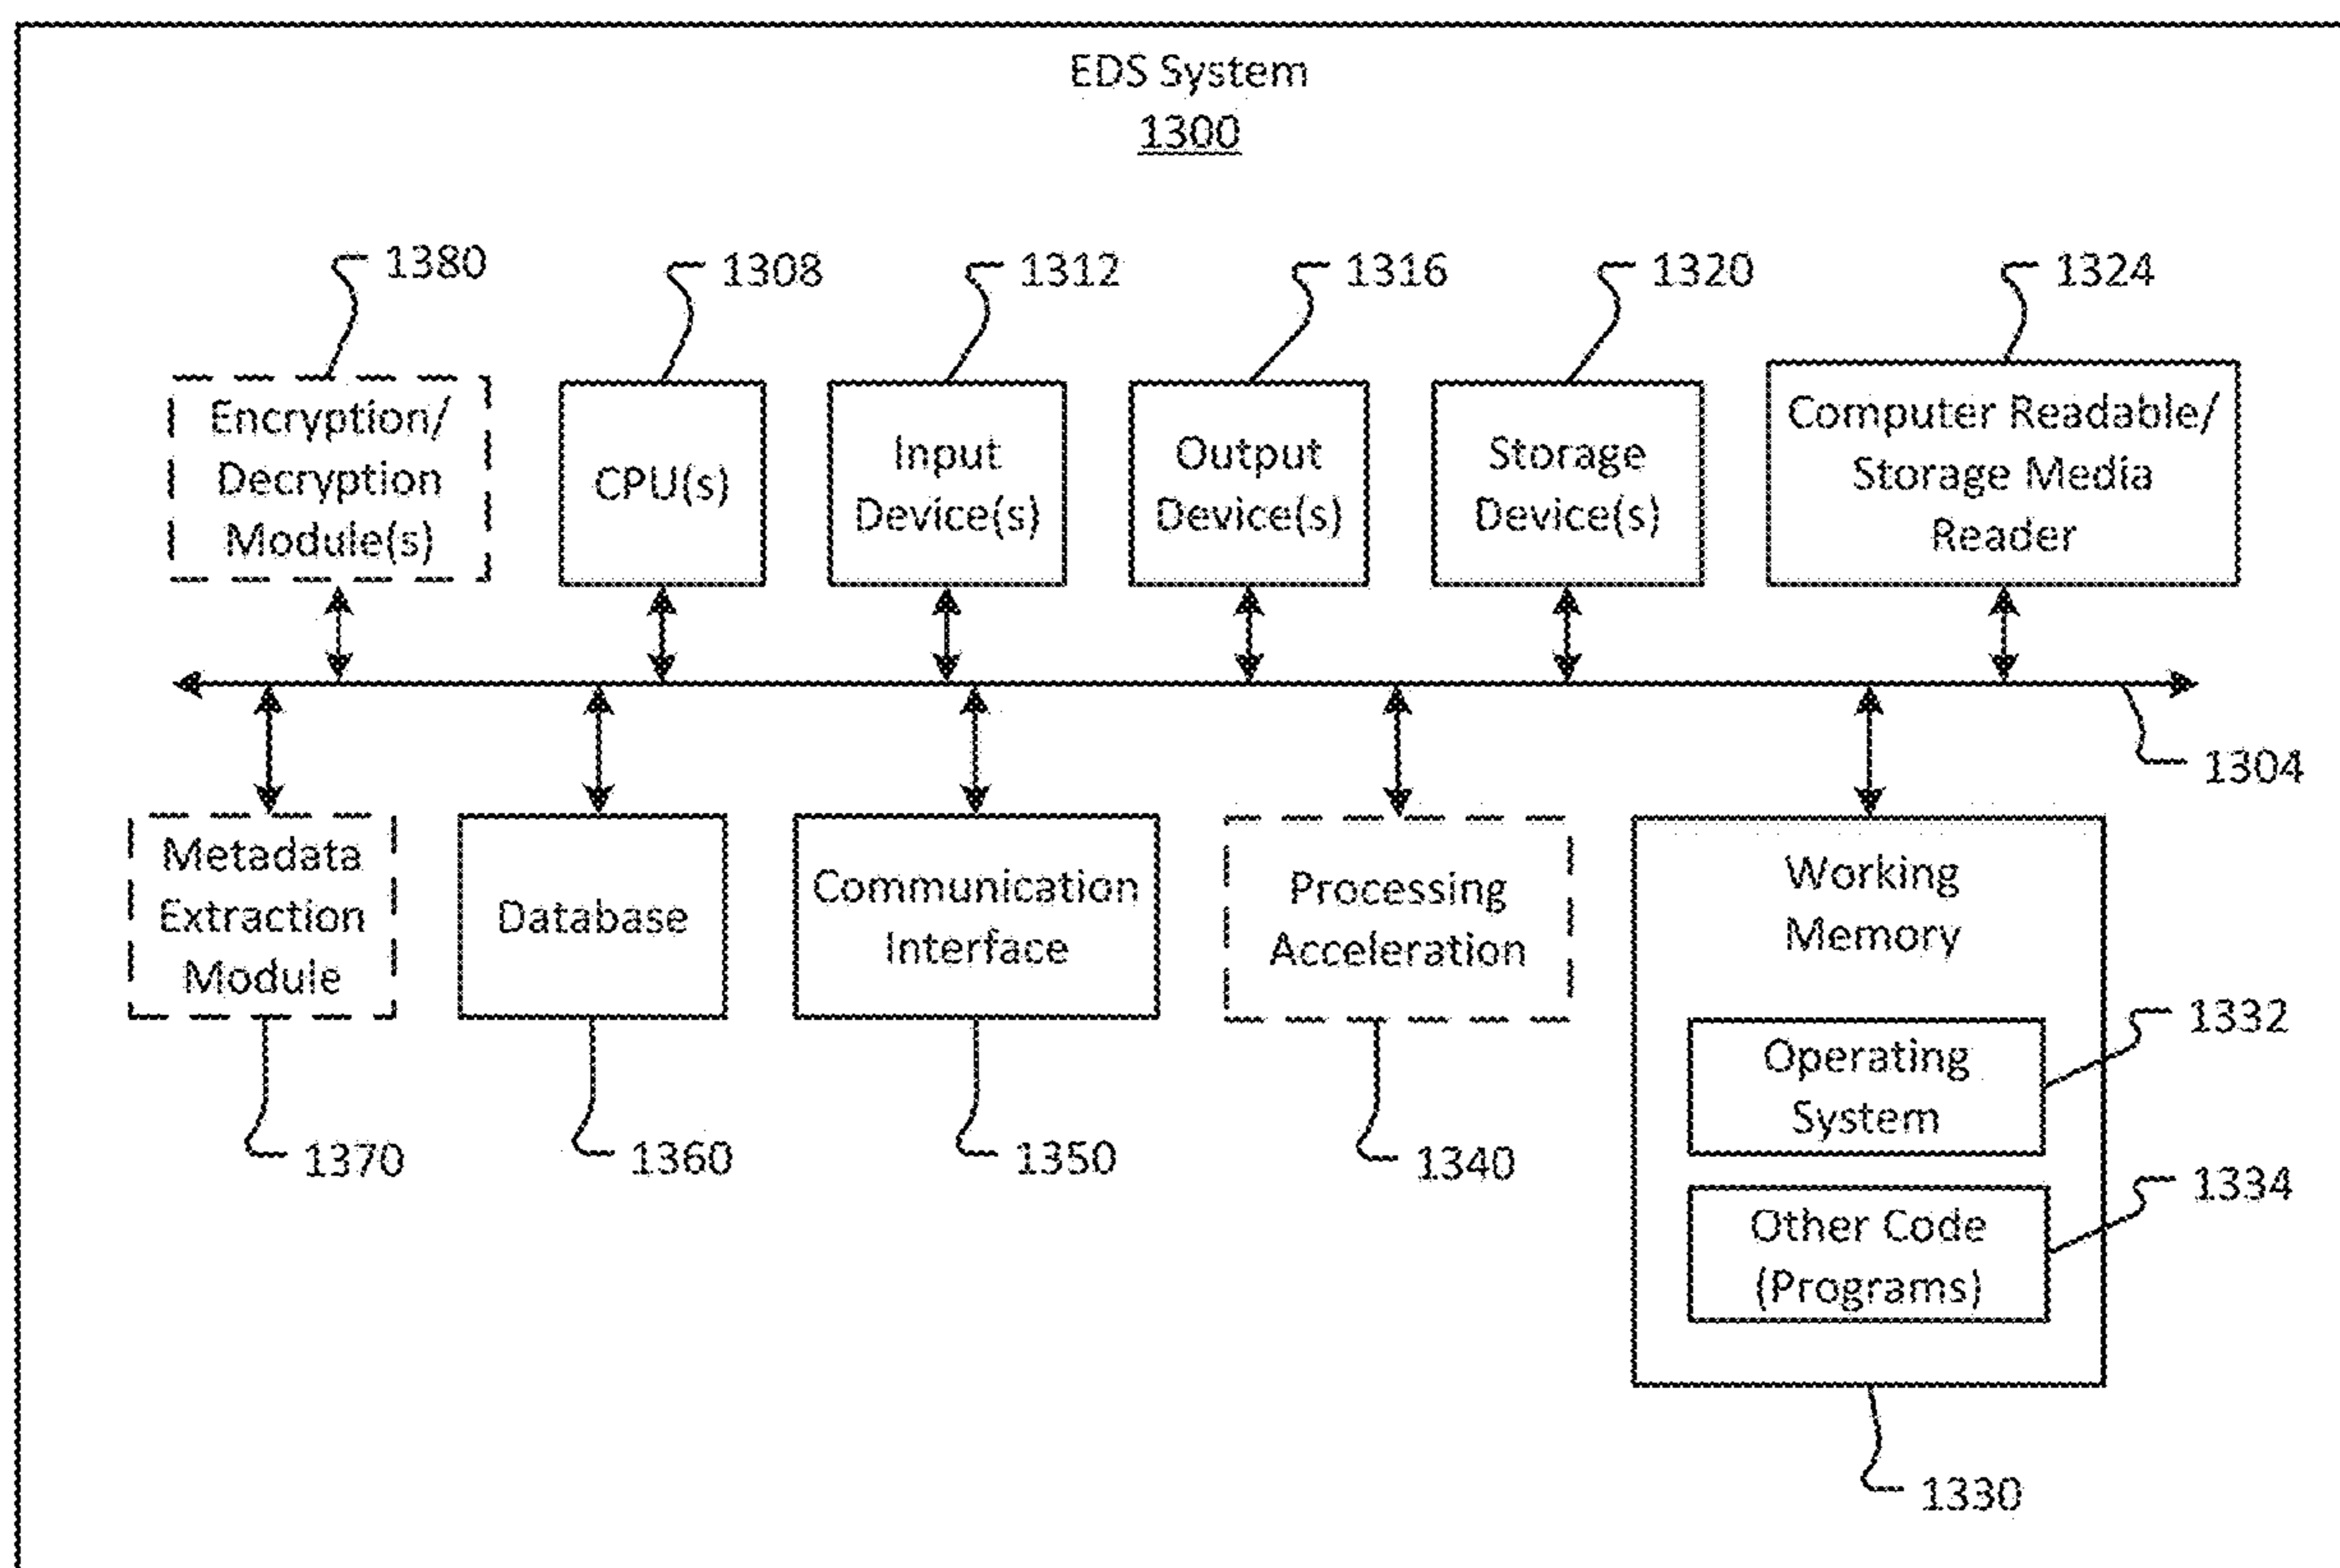 EDS System
1300
1380
1308
1312
1316
1320
1324
Encryption/
Decryption
Module(s)
CPU(s)
Input
Device(s)
Output
Device(s)
Storage
Device(s)
Computer Readable/
Storage Media
Reader
1304
Metadata
Extraction
Module
Database
Communication
Interface
Processing
Acceleration
Working
Memory
Operating
System
1332
Other Code
(Programs)
1334
1370
1360
1350
1340
1330